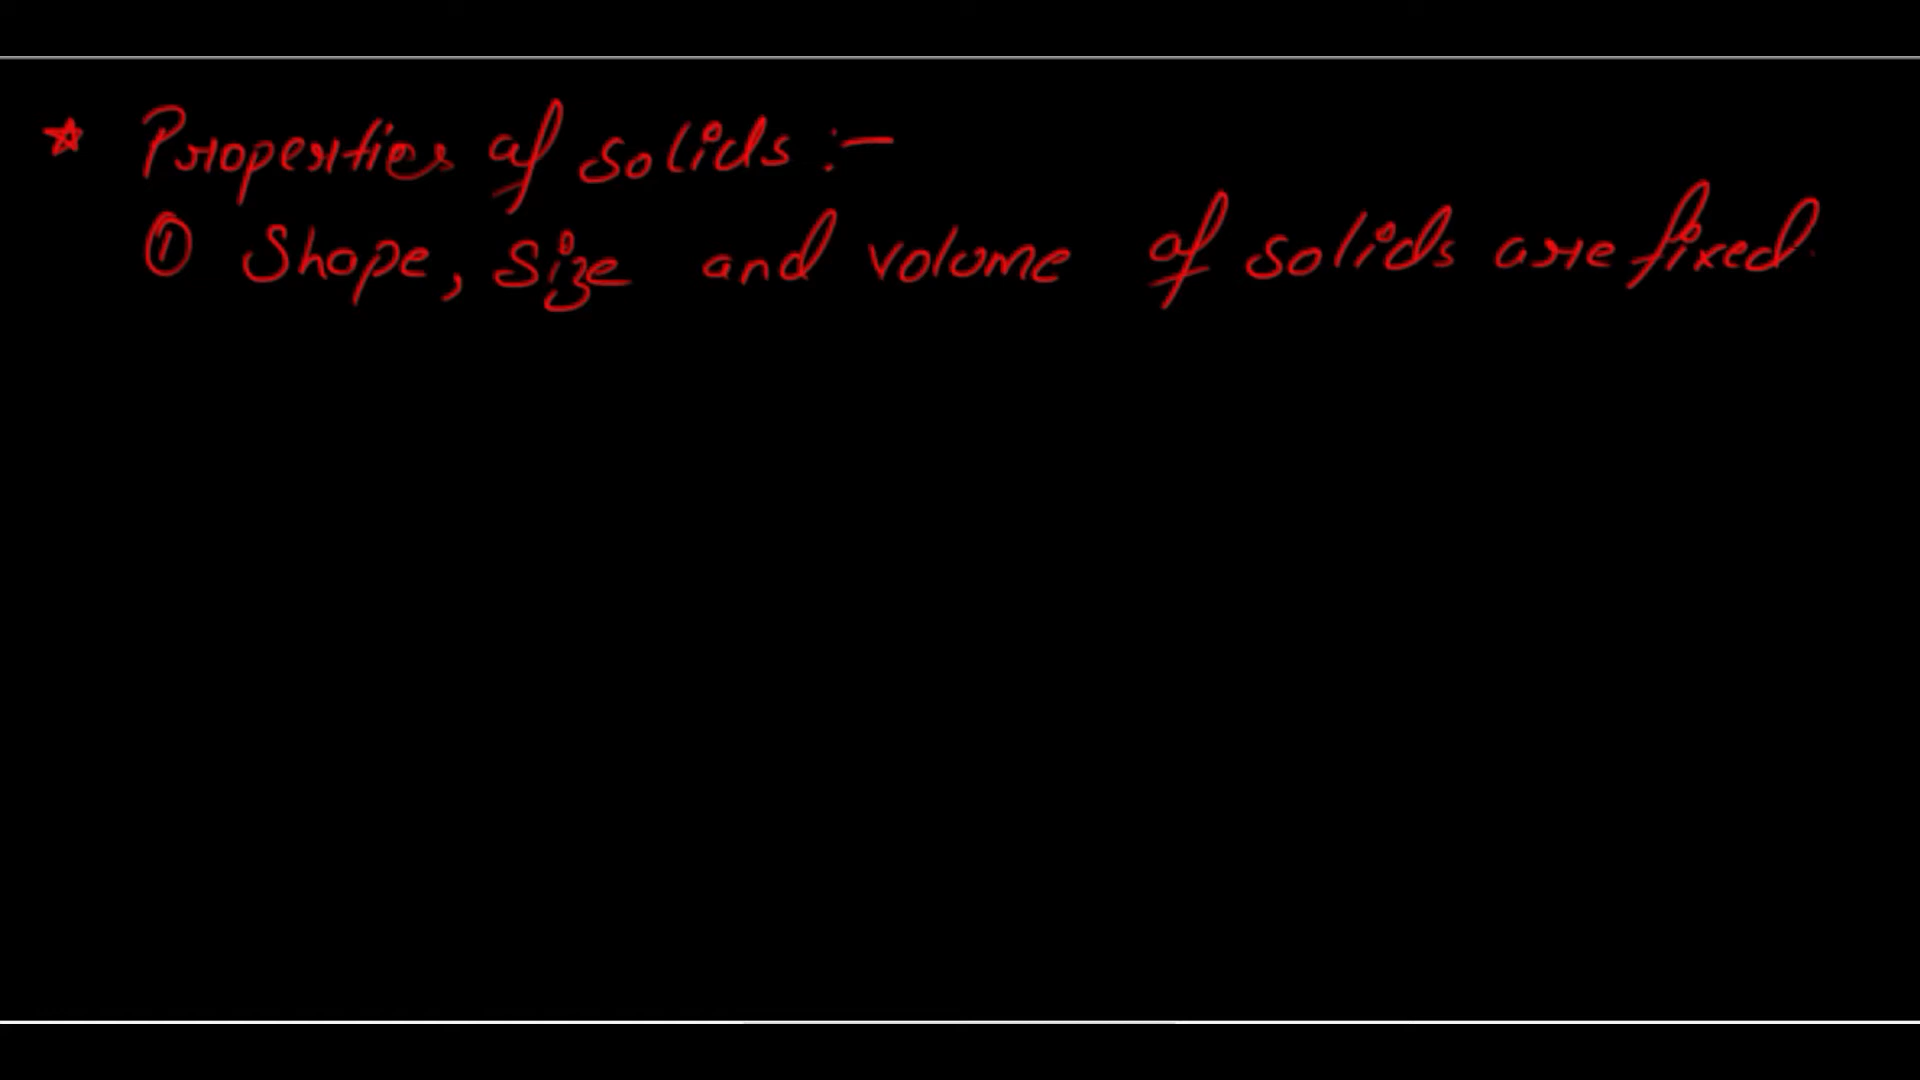 ☆ Properties of solids :-
① Shape, size and volume of solids are fixed.